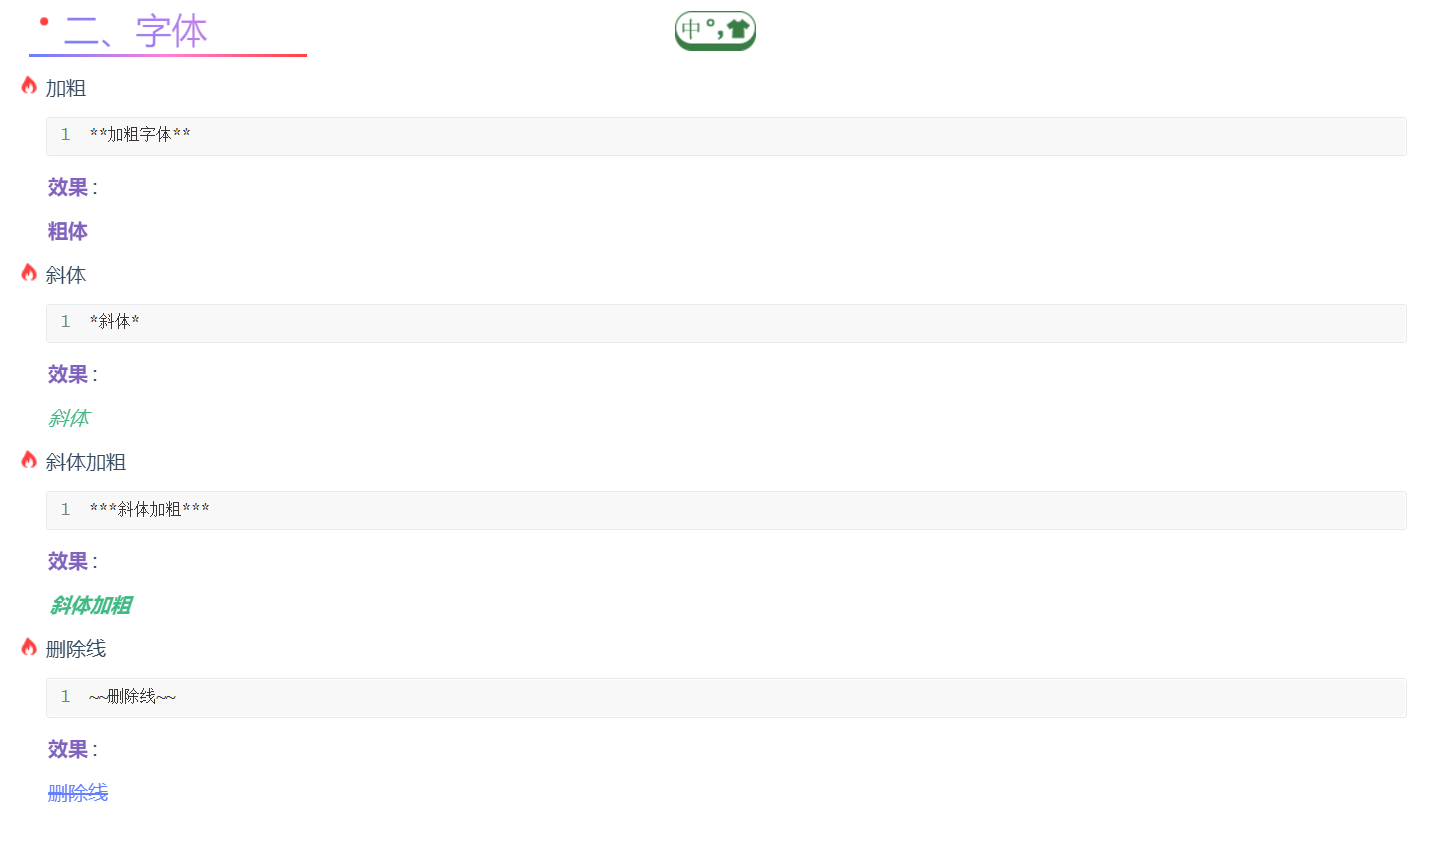 二、字体
中
加粗
1 **加粗字体**
效果：
粗体
斜体
1 *斜体*
效果：
斜体
斜体加粗
1 ***斜体加粗***
效果：
斜体加粗
删除线
1 ~~删除线~~
效果：
删除线